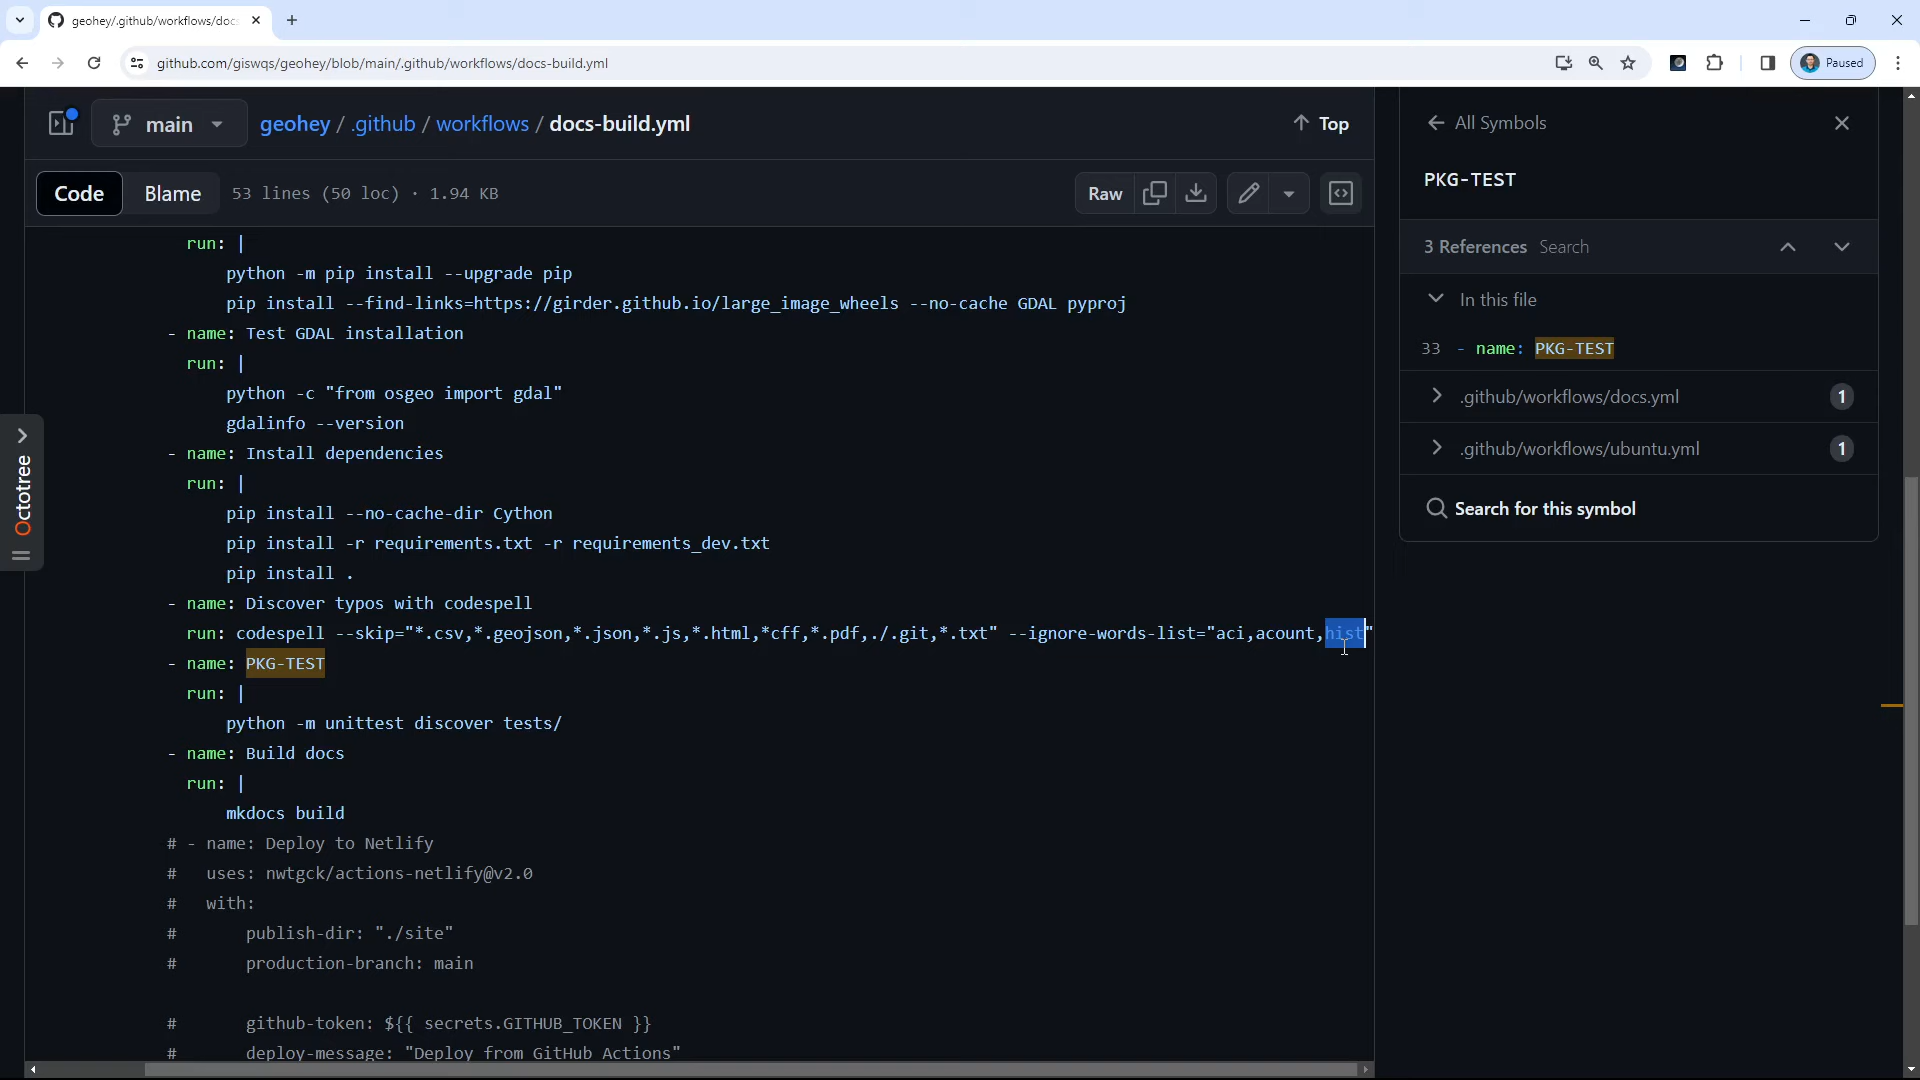 geohey/.github/workflows/doc
github.com/giswqs/geohey/blob/main/.github/workflows/docs-build.yml
Paused
main
geohey / .github / workflows / docs-build.yml
Top
Code
Blame
53 lines (50 loc) · 1.94 KB
Raw
run: |
python -m pip install --upgrade pip
pip install --find-links=https://girder.github.io/large_image_wheels --no-cache GDAL pyproj
- name: Test GDAL installation
run: |
python -c "from osgeo import gdal"
gdalinfo --version
- name: Install dependencies
run: |
pip install --no-cache-dir Cython
pip install -r requirements.txt -r requirements_dev.txt
pip install .
- name: Discover typos with codespell
run: codespell --skip="*.csv,*.geojson,*.json,*.js,*.html,*cff,*.pdf,./.git,*.txt" --ignore-words-list="aci,acount,hist"
- name: PKG-TEST
run: |
python -m unittest discover tests/
- name: Build docs
run: |
mkdocs build
# - name: Deploy to Netlify
#   uses: nwtgck/actions-netlify@v2.0
#   with:
#       publish-dir: "./site"
#       production-branch: main
#       github-token: ${{ secrets.GITHUB_TOKEN }}
#       deploy-message: "Deploy from GitHub Actions"
Octotree
All Symbols
PKG-TEST
3 References Search
In this file
33 - name: PKG-TEST
.github/workflows/docs.yml 1
.github/workflows/ubuntu.yml 1
Search for this symbol